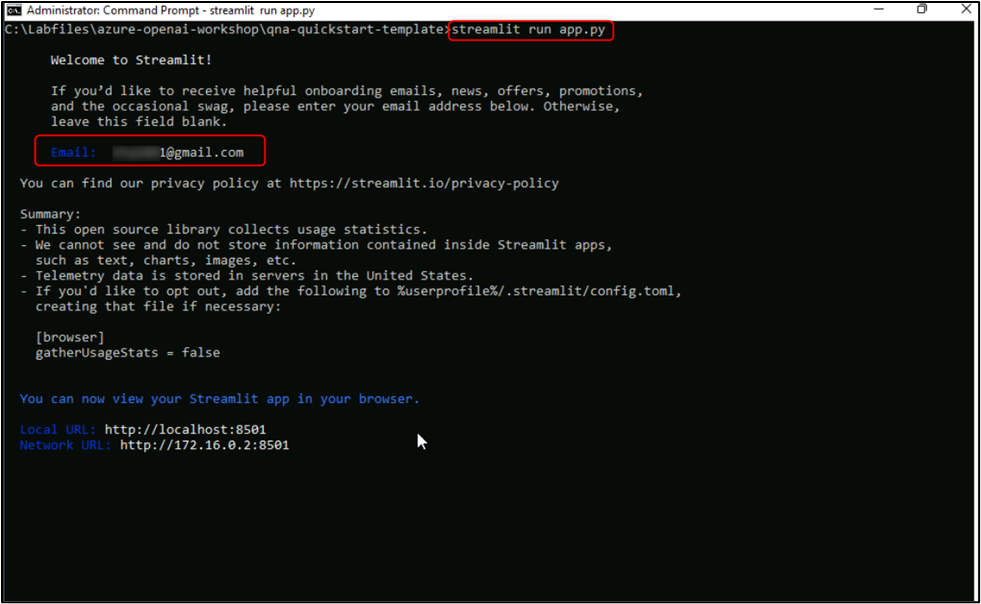 Administrator: Command Prompt - streamlit run app.py
C:\Labfiles\azure-openai-workshop\qna-quickstart-template>streamlit run app.py
Welcome to Streamlit!
If you'd like to receive helpful onboarding emails, news, offers, promotions,
and the occasional swag, please enter your email address below. Otherwise,
leave this field blank.
Email: 1@gmail.com
You can find our privacy policy at https://streamlit.io/privacy-policy
Summary:
- This open source library collects usage statistics.
- We cannot see and do not store information contained inside Streamlit apps,
such as text, charts, images, etc.
- Telemetry data is stored in servers in the United States.
- If you'd like to opt out, add the following to %userprofile%/.streamlit/config.toml,
creating that file if necessary:
[browser]
gatherUsageStats = false
You can now view your Streamlit app in your browser.
Local URL: http://localhost:8501
Network URL: http://172.16.0.2:8501